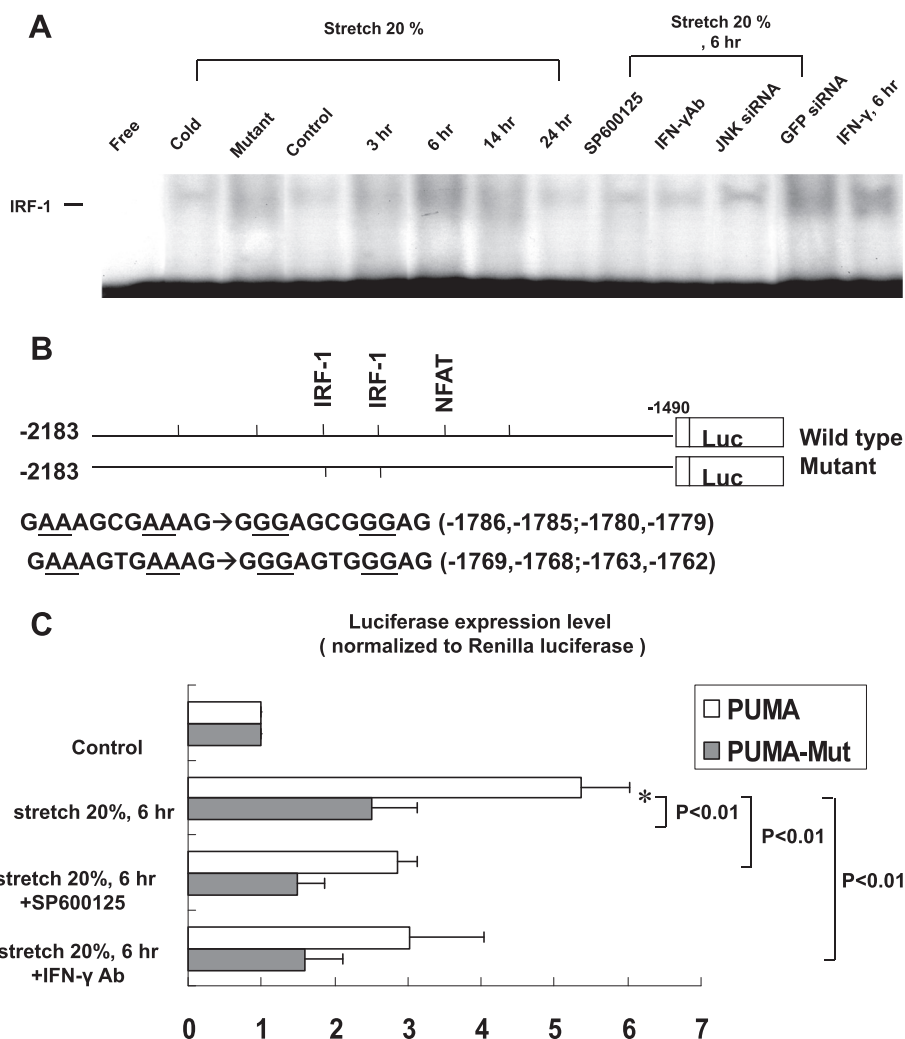 A
Stretch 20 %
Stretch 20 %
, 6 hr
Free
Cold
Mutant
Control
3 hr
6 hr
14 hr
24 hr
SP600125
IFN-γAb
JNK siRNA
GFP siRNA
IFN-γ, 6 hr
IRF-1
B
IRF-1
IRF-1
NFAT
-1490
-2183
Luc
Wild type
-2183
Luc
Mutant
GAAAGCGAAAG→GGGAGCGGGAG (-1786,-1785;-1780,-1779)
GAAAGTGAAAG→GGGAGTGGGAG (-1769,-1768;-1763,-1762)
C
Luciferase expression level
( normalized to Renilla luciferase )
PUMA
PUMA-Mut
Control
stretch 20%, 6 hr
*
P<0.01
P<0.01
P<0.01
stretch 20%, 6 hr
+SP600125
stretch 20%, 6 hr
+IFN-γ Ab
0 1 2 3 4 5 6 7